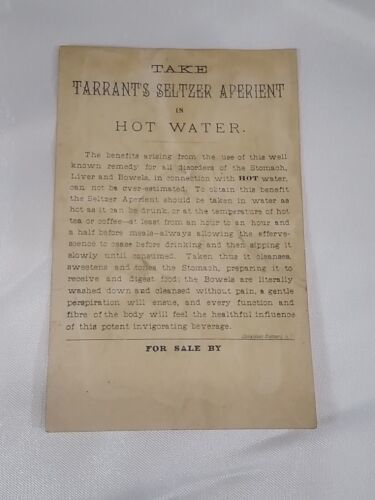 TAKE
TARRANT'S SELTZER APERIENT
IN
HOT WATER.
The benefits arising from the use of this well
known remedy for all disorders of the Stomach,
Liver and Bowels, in connection with HOT water,
can not be over-estimated. To obtain this benefit
the Seltzer Aperient should be taken in water as
hot as it can be drunk, or at the temperature of hot
tea or coffee—at least from an hour to an hour and
a half before meals—always allowing the efferve-
scence to cease before drinking and then sipping it
slowly until consumed. Taken thus it cleanses,
sweetens and tones the Stomach, preparing it to
receive and digest food; the Bowels are literally
washed down and cleansed without pain, a gentle
perspiration will ensue, and every function and
fibre of the body will feel the healthful influence
of this potent invigorating beverage.
FOR SALE BY